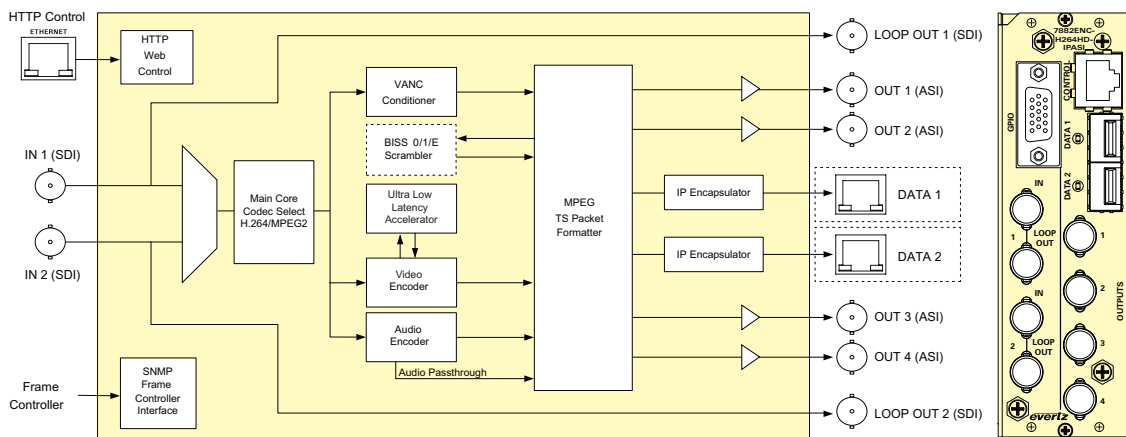 HTTP Control
ETHERNET
HTTP
Web
Control
LOOP OUT 1 (SDI)
VANC
Conditioner
OUT 1 (ASI)
BISS 0/1/E
Scrambler
OUT 2 (ASI)
IN 1 (SDI)
Main Core
Codec Select
H.264/MPEG2
Ultra Low
Latency
Accelerator
MPEG
TS Packet
Formatter
IP Encapsulator
DATA 1
IN 2 (SDI)
Video
Encoder
IP Encapsulator
DATA 2
Audio
Encoder
OUT 3 (ASI)
Audio Passthrough
OUT 4 (ASI)
Frame
Controller
SNMP
Frame
Controller
Interface
LOOP OUT 2 (SDI)
7882ENC-
H264HD-
IPASI
CONTROL
GPIO
DATA 1
DATA 2
IN
1
LOOP
OUT
1
IN
2
OUTPUTS
2
LOOP
OUT
3
4
evertz